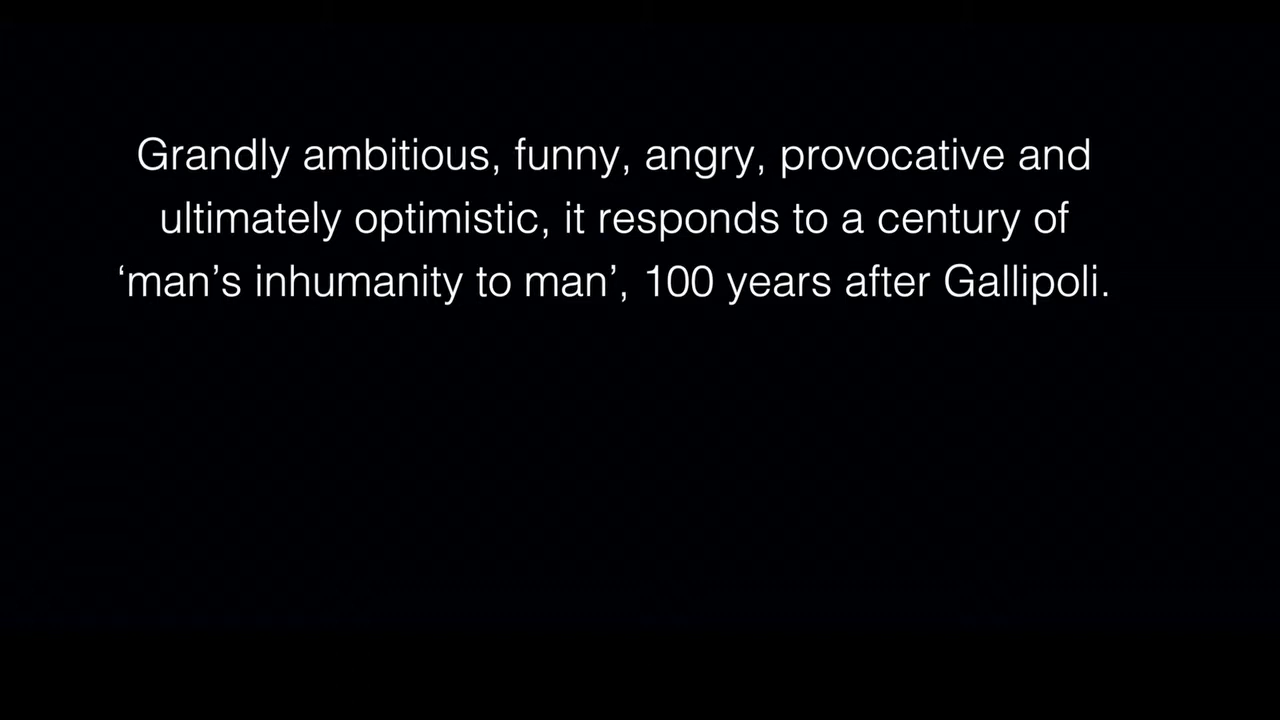 Grandly ambitious, funny, angry, provocative and
ultimately optimistic, it responds to a century of
‘man’s inhumanity to man’, 100 years after Gallipoli.